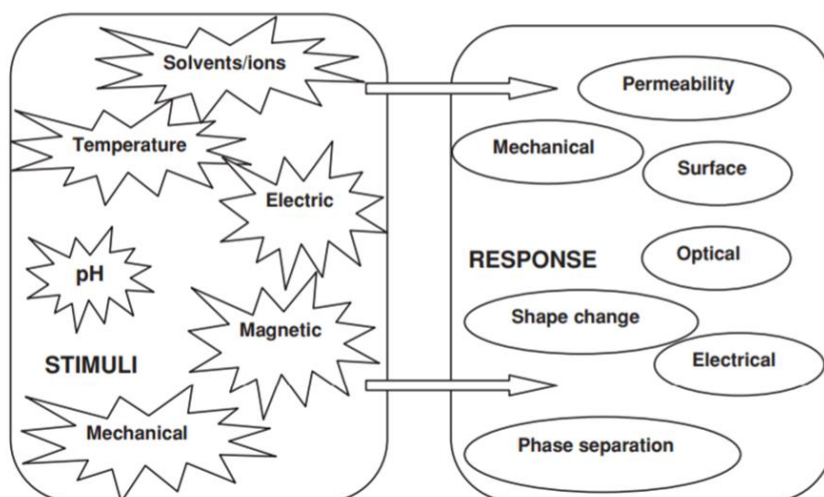 Solvents/ions
Temperature
Electric
pH
Magnetic
STIMULI
Mechanical
Permeability
Mechanical
Surface
RESPONSE
Optical
Shape change
Electrical
Phase separation